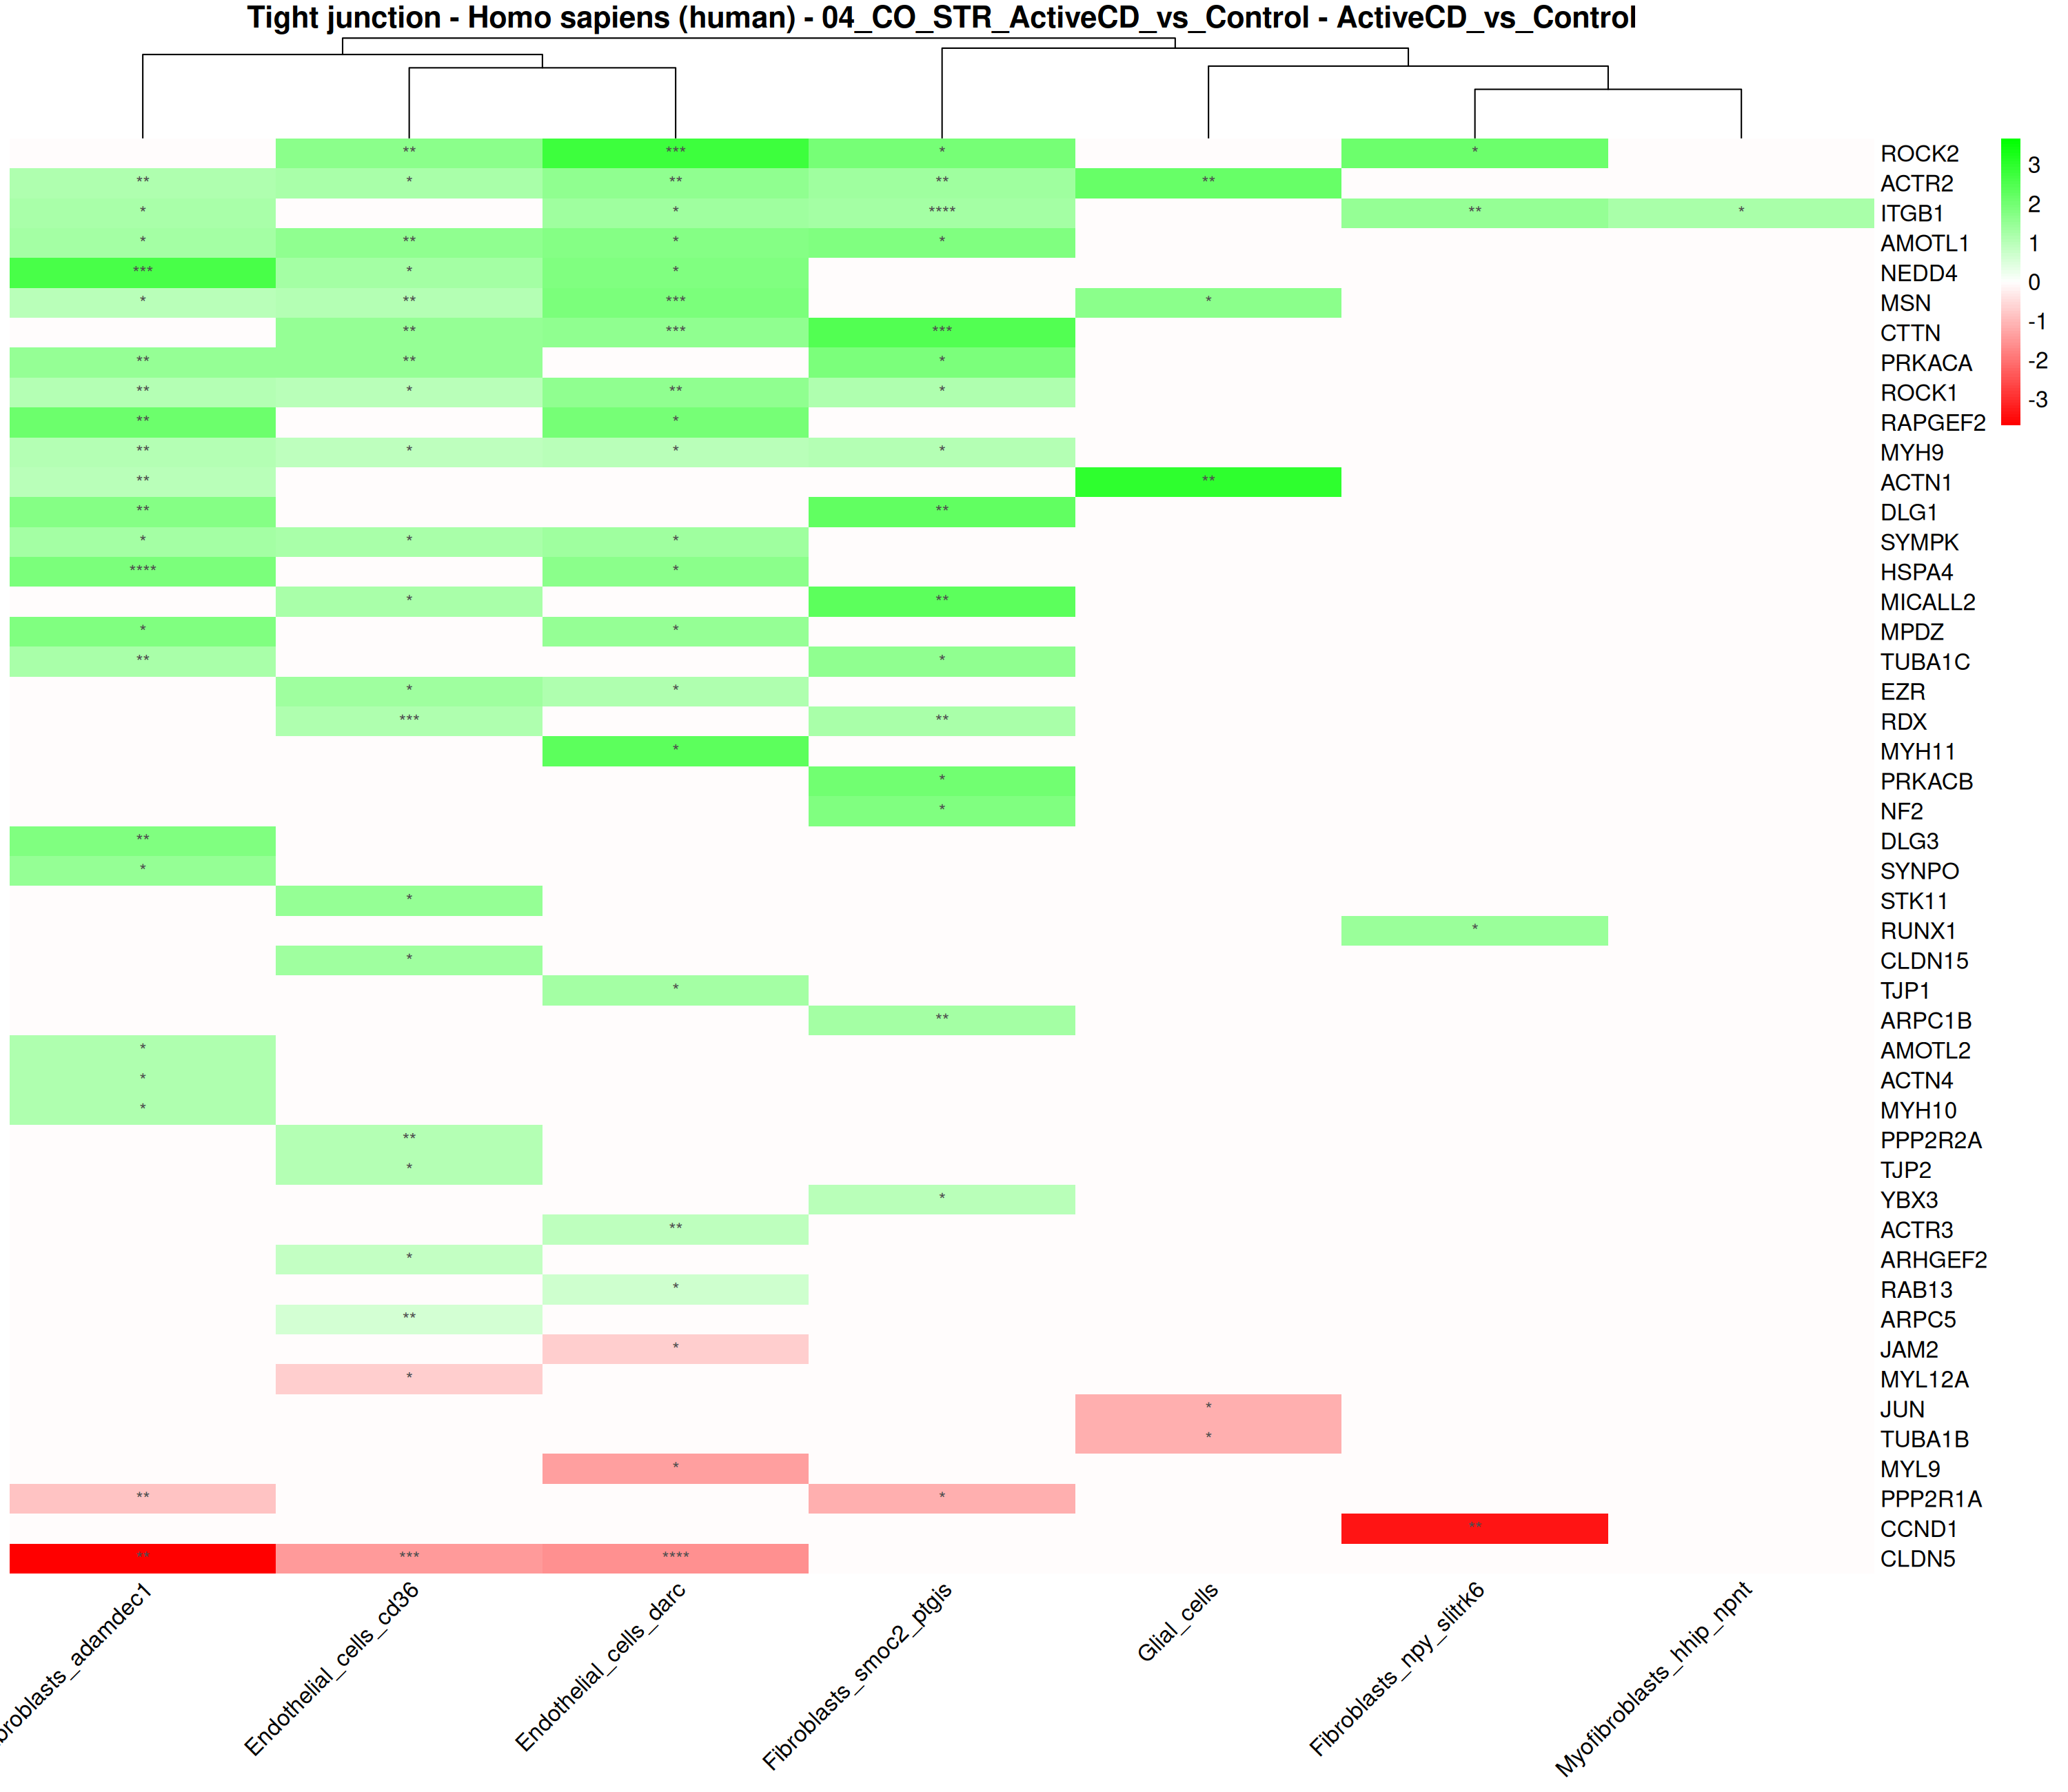 Tight junction - Homo sapiens (human) - 04_CO_STR_ActiveCD_vs_Control - ActiveCD_vs_Control
** *** * * ROCK2
** * ** ** ** ACTR2
* * **** ** * ITGB1
* ** * * AMOTL1
*** * * NEDD4
* ** *** * MSN
** *** *** CTTN
** ** * PRKACA
** * ** * ROCK1
** * RAPGEF2
** * * * MYH9
** ** ACTN1
** ** DLG1
* * * SYMPK
**** * HSPA4
* ** MICALL2
* * MPDZ
** * TUBA1C
* * EZR
*** ** RDX
* MYH11
* PRKACB
* NF2
** DLG3
* SYNPO
* STK11
* RUNX1
* CLDN15
* TJP1
** ARPC1B
* AMOTL2
* ACTN4
* MYH10
** PPP2R2A
* TJP2
* YBX3
** ACTR3
* ARHGEF2
* RAB13
** ARPC5
* JAM2
* MYL12A
* JUN
* TUBA1B
* MYL9
** * PPP2R1A
** CCND1
** *** **** CLDN5
3
2
1
0
-1
-2
-3
broblasts_adamdec1
Endothelial_cells_cd36
Endothelial_cells_darc
Fibroblasts_smoc2_ptgis
Glial_cells
Fibroblasts_npy_slitrk6
Myofibroblasts_hhip_npnt